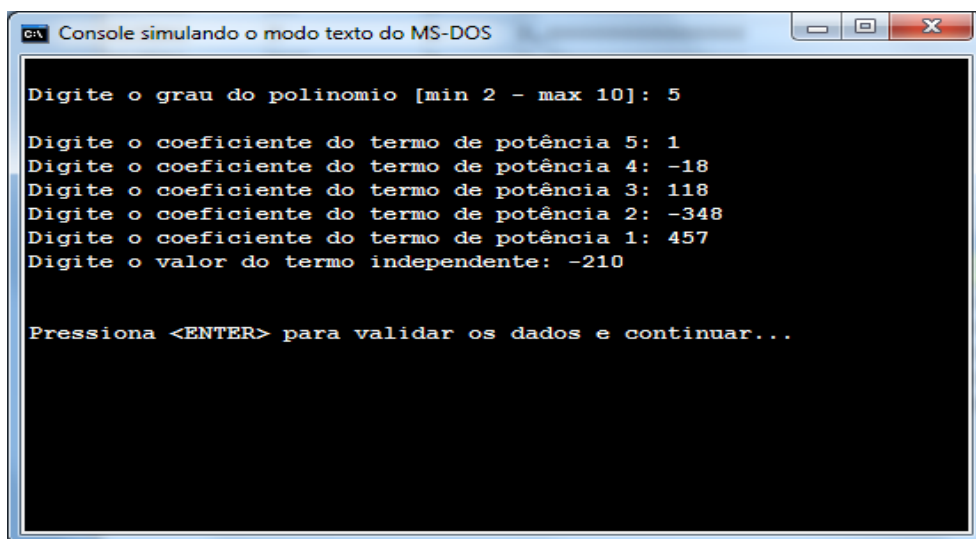 C:\ Console simulando o modo texto do MS-DOS
Digite o grau do polinomio [min 2 - max 10]: 5
Digite o coeficiente do termo de potência 5: 1
Digite o coeficiente do termo de potência 4: -18
Digite o coeficiente do termo de potência 3: 118
Digite o coeficiente do termo de potência 2: -348
Digite o coeficiente do termo de potência 1: 457
Digite o valor do termo independente: -210
Pressiona <ENTER> para validar os dados e continuar...